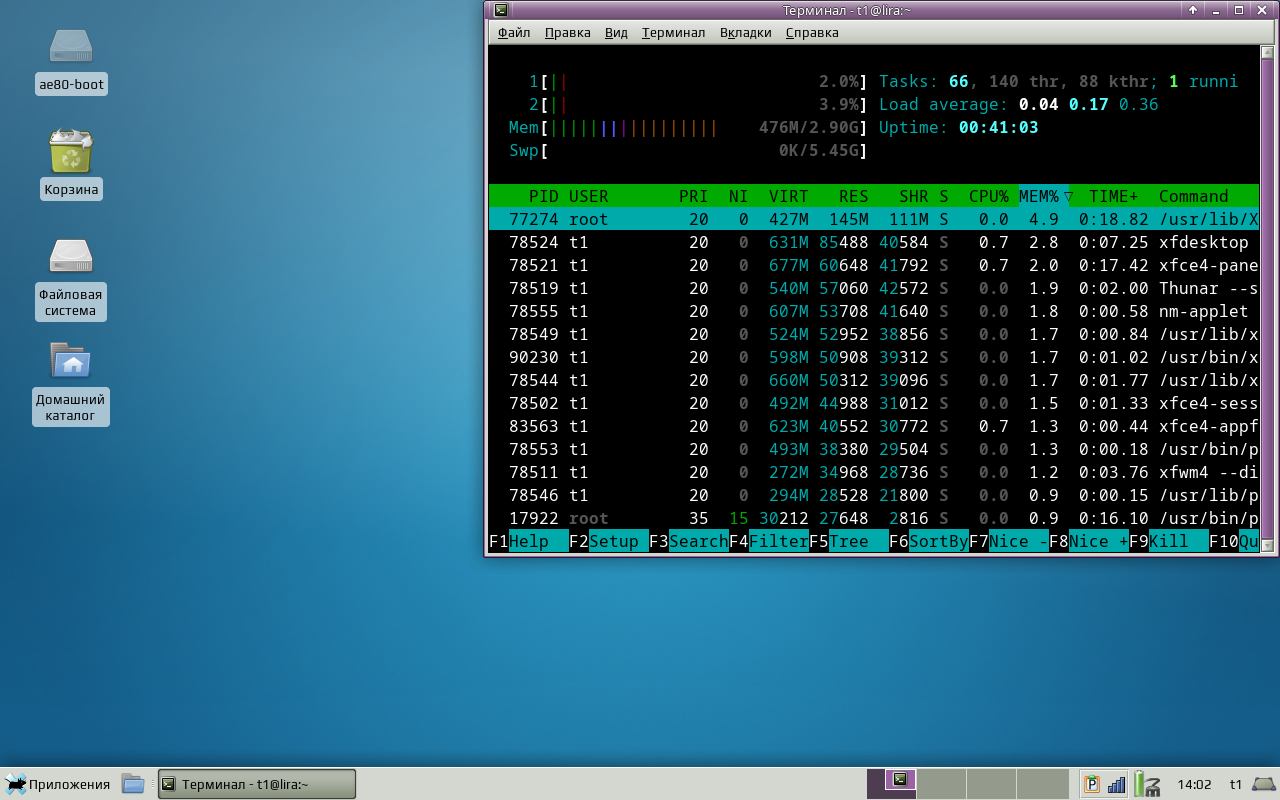 ae80-boot
Корзина
Файловая
система
Домашний
каталог
Терминал - t1@lira:~
Файл Правка Вид Терминал Вкладки Справка
1[|| 2.0%] Tasks: 66, 140 thr, 88 kthr; 1 runni
2[|| 3.9%] Load average: 0.04 0.17 0.36
Mem[||||||||||||||||| 476M/2.90G] Uptime: 00:41:03
Swp[ 0K/5.45G]
PID USER PRI NI VIRT RES SHR S CPU% MEM%▽ TIME+ Command
77274 root 20 0 427M 145M 111M S 0.0 4.9 0:18.82 /usr/lib/X
78524 t1 20 0 631M 85488 40584 S 0.7 2.8 0:07.25 xfdesktop
78521 t1 20 0 677M 60648 41792 S 0.7 2.0 0:17.42 xfce4-pane
78519 t1 20 0 540M 57060 42572 S 0.0 1.9 0:02.00 Thunar --s
78555 t1 20 0 607M 53708 41640 S 0.0 1.8 0:00.58 nm-applet
78549 t1 20 0 524M 52952 38856 S 0.0 1.7 0:00.84 /usr/lib/x
90230 t1 20 0 598M 50908 39312 S 0.0 1.7 0:01.02 /usr/bin/x
78544 t1 20 0 660M 50312 39096 S 0.0 1.7 0:01.77 /usr/lib/x
78502 t1 20 0 492M 44988 31012 S 0.0 1.5 0:01.33 xfce4-sess
83563 t1 20 0 623M 40552 30772 S 0.7 1.3 0:00.44 xfce4-appf
78553 t1 20 0 493M 38380 29504 S 0.0 1.3 0:00.18 /usr/bin/p
78511 t1 20 0 272M 34968 28736 S 0.0 1.2 0:03.76 xfwm4 --di
78546 t1 20 0 294M 28528 21800 S 0.0 0.9 0:00.15 /usr/lib/p
17922 root 35 15 30212 27648 2816 S 0.0 0.9 0:16.10 /usr/bin/p
F1Help F2Setup F3SearchF4FilterF5Tree F6SortByF7Nice -F8Nice +F9Kill F10Qu
Приложения Терминал - t1@lira:~ 14:02 t1